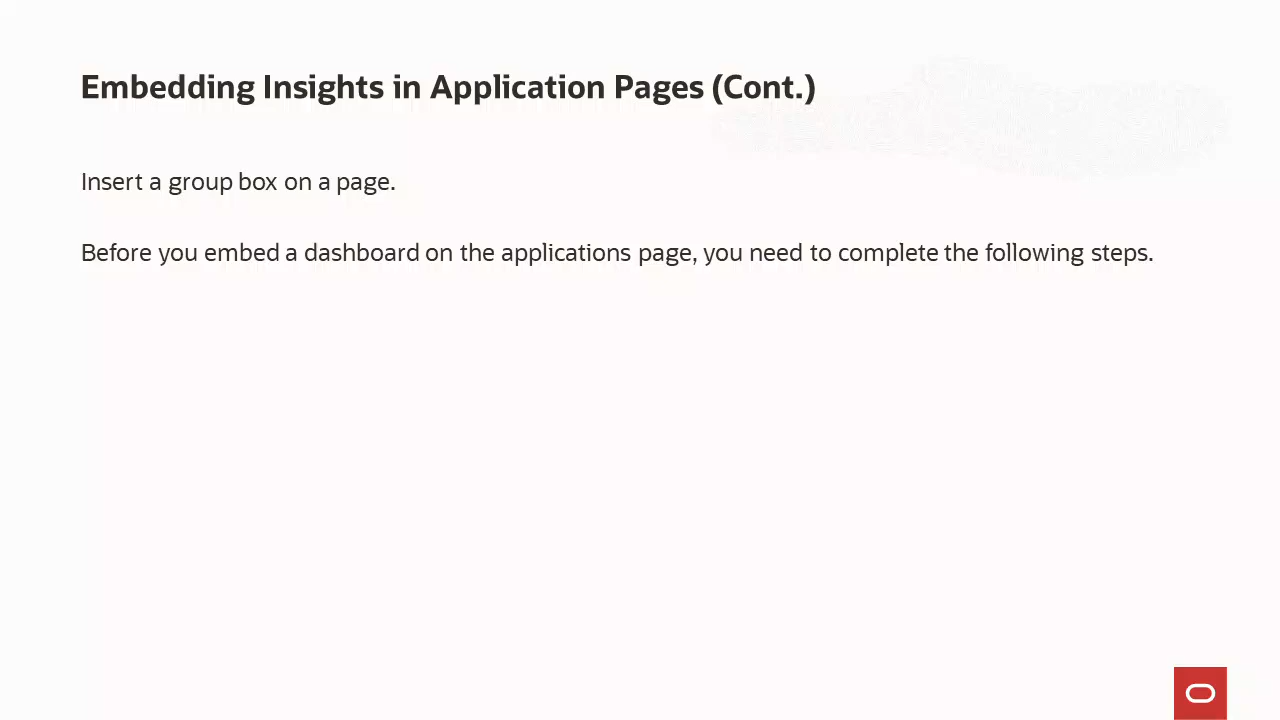 Embedding Insights in Application Pages (Cont.)
Insert a group box on a page.
Before you embed a dashboard on the applications page, you need to complete the following steps.